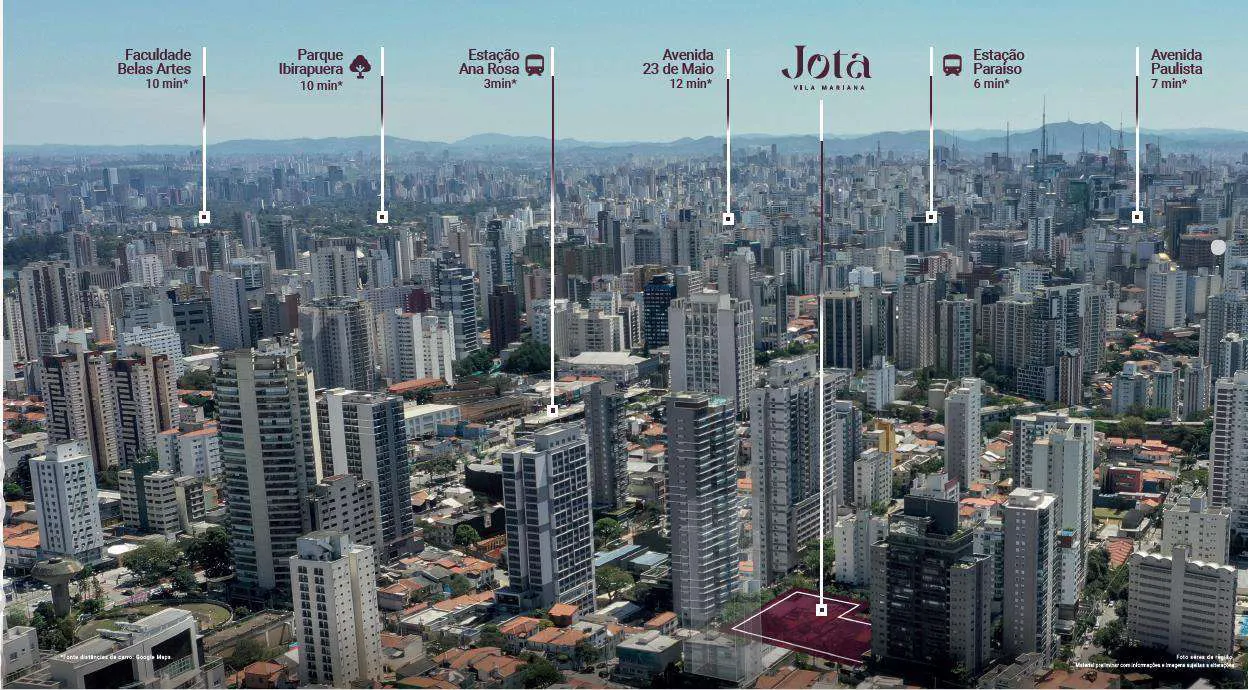 Faculdade
Belas Artes
10 min*
Parque
Ibirapuera
10 min*
Estação
Ana Rosa
3min*
Avenida
23 de Maio
12 min*
Jota
VILA MARIANA
Estação
Paraíso
6 min*
Avenida
Paulista
7 min*
*Fonte distâncias de carro: Google Maps.
Foto aérea da região.
Material preliminar com informações e imagens sujeitas a alterações.